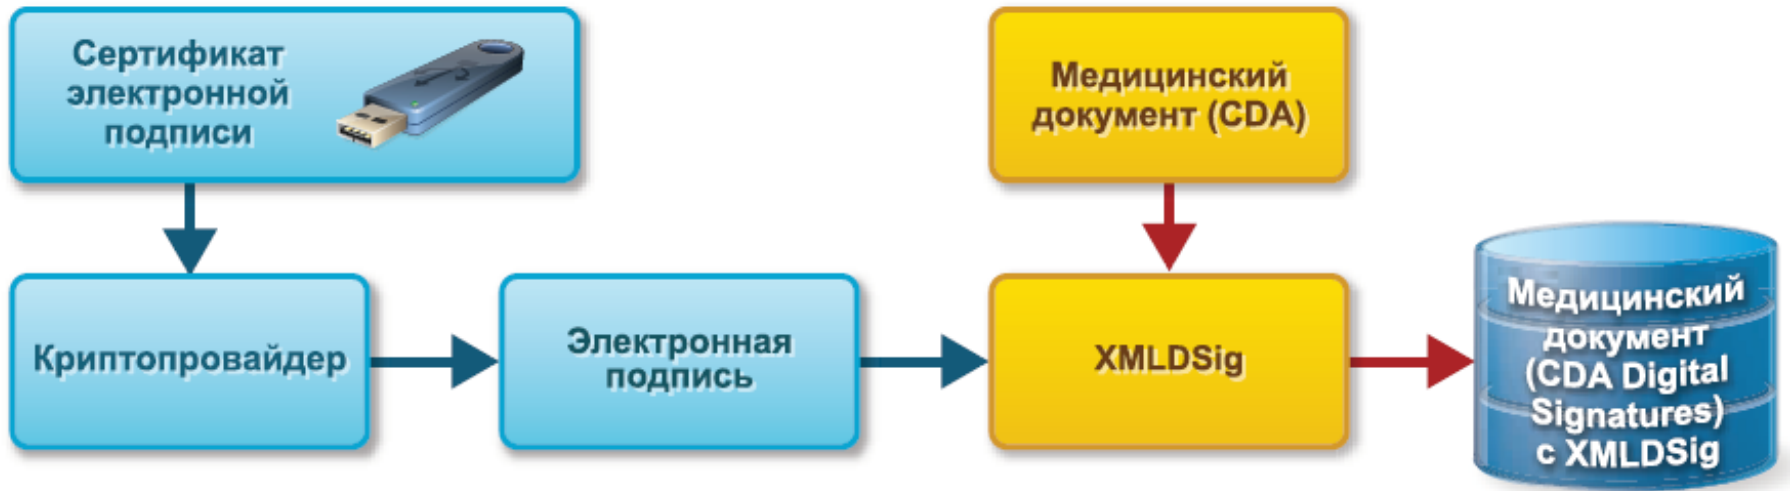 Сертификат
электронной
подписи
Медицинский
документ (CDA)
Криптопровайдер
Электронная
подпись
XMLDSig
Медицинский
документ
(CDA Digital
Signatures)
с XMLDSig